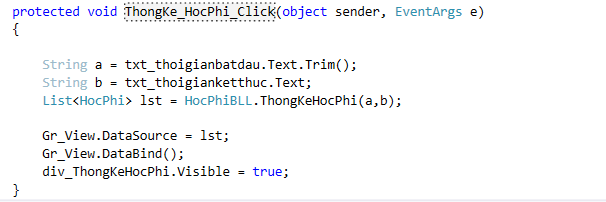 protected void ThongKe_HocPhi_Click(object sender, EventArgs e)
{
String a = txt_thoigianbatdau.Text.Trim();
String b = txt_thoigianketthuc.Text;
List<HocPhi> lst = HocPhiBLL.ThongKeHocPhi(a,b);
Gr_View.DataSource = lst;
Gr_View.DataBind();
div_ThongKeHocPhi.Visible = true;
}